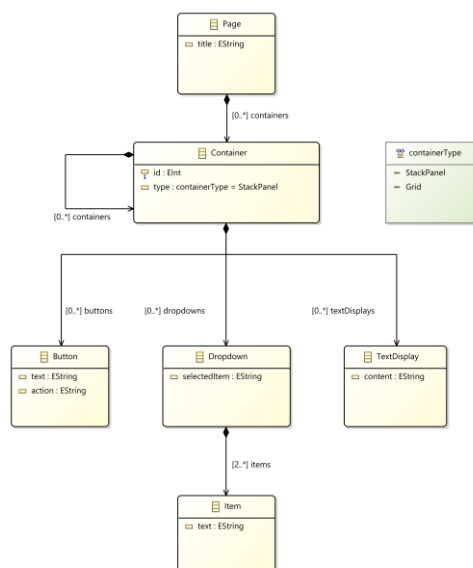 Page
title : EString
[0..*] containers
Container
id : EInt
type : containerType = StackPanel
containerType
StackPanel
Grid
[0..*] containers
[0..*] buttons
[0..*] dropdowns
[0..*] textDisplays
Button
text : EString
action : EString
Dropdown
selectedItem : EString
TextDisplay
content : EString
[2..*] items
Item
text : EString